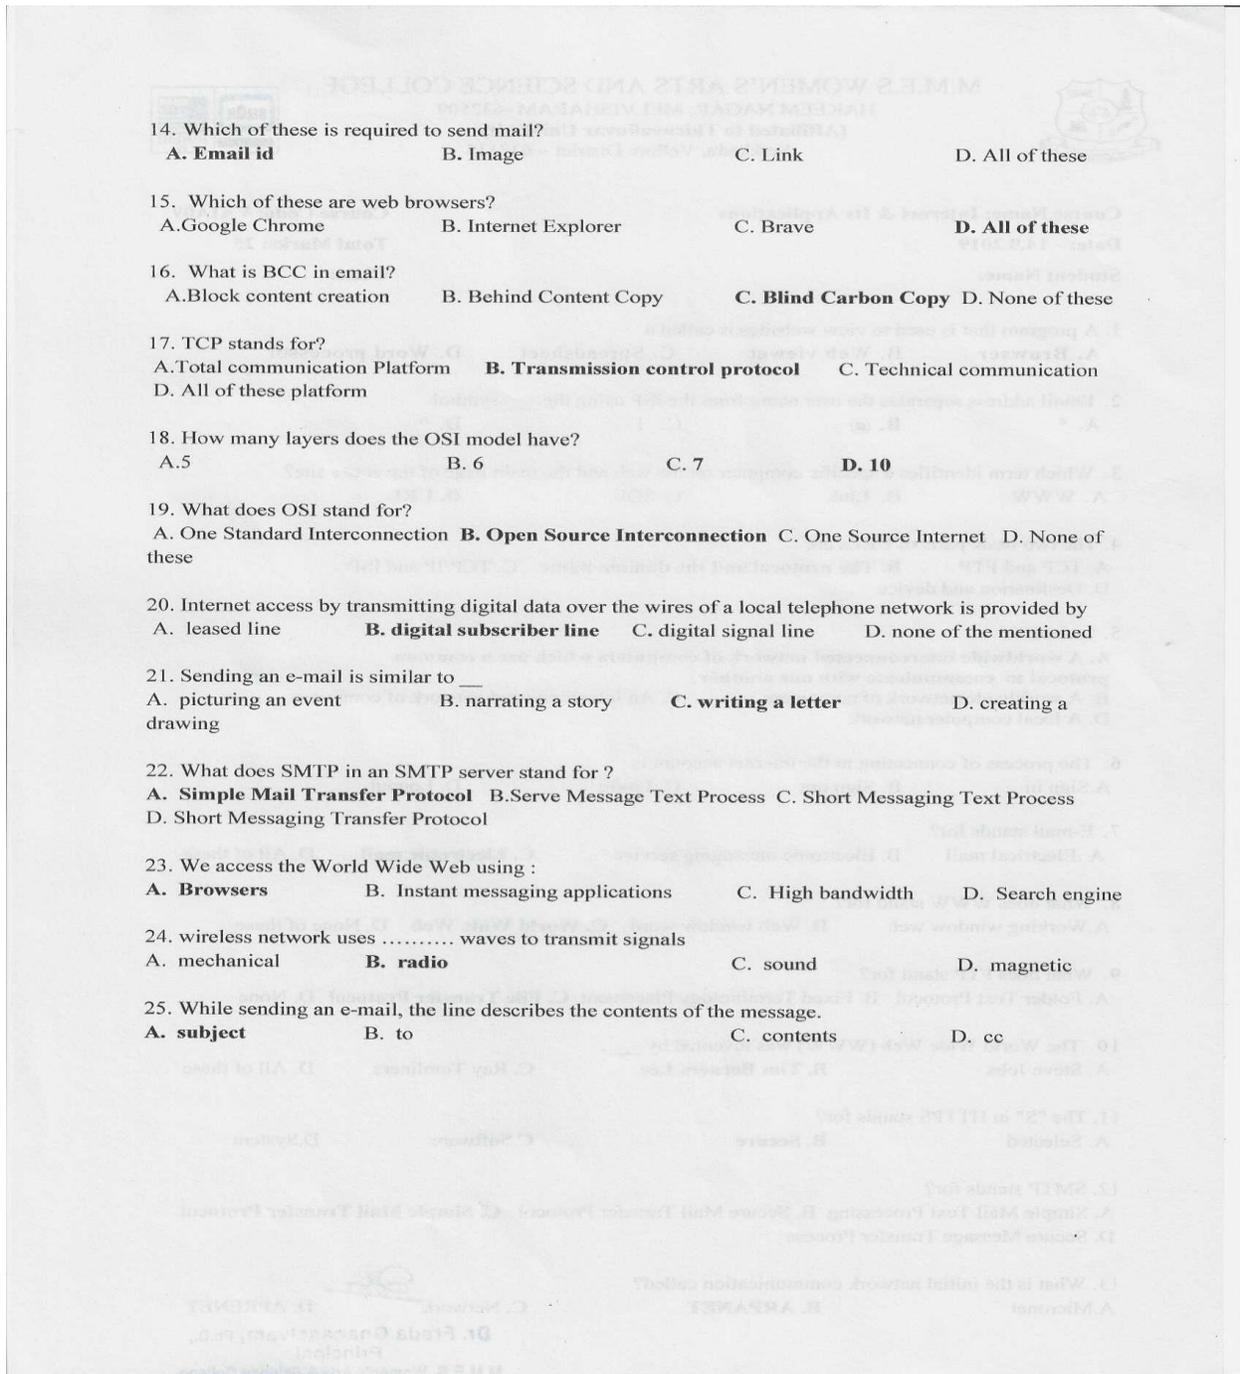 14. Which of these is required to send mail?
A. Email id B. Image C. Link D. All of these
15. Which of these are web browsers?
A.Google Chrome B. Internet Explorer C. Brave D. All of these
16. What is BCC in email?
A.Block content creation B. Behind Content Copy C. Blind Carbon Copy D. None of these
17. TCP stands for?
A.Total communication Platform B. Transmission control protocol C. Technical communication
D. All of these platform
18. How many layers does the OSI model have?
A.5 B. 6 C. 7 D. 10
19. What does OSI stand for?
A. One Standard Interconnection B. Open Source Interconnection C. One Source Internet D. None of
these
20. Internet access by transmitting digital data over the wires of a local telephone network is provided by
A. leased line B. digital subscriber line C. digital signal line D. none of the mentioned
21. Sending an e-mail is similar to __
A. picturing an event B. narrating a story C. writing a letter D. creating a
drawing
22. What does SMTP in an SMTP server stand for ?
A. Simple Mail Transfer Protocol B.Serve Message Text Process C. Short Messaging Text Process
D. Short Messaging Transfer Protocol
23. We access the World Wide Web using :
A. Browsers B. Instant messaging applications C. High bandwidth D. Search engine
24. wireless network uses .......... waves to transmit signals
A. mechanical B. radio C. sound D. magnetic
25. While sending an e-mail, the line describes the contents of the message.
A. subject B. to C. contents D. cc